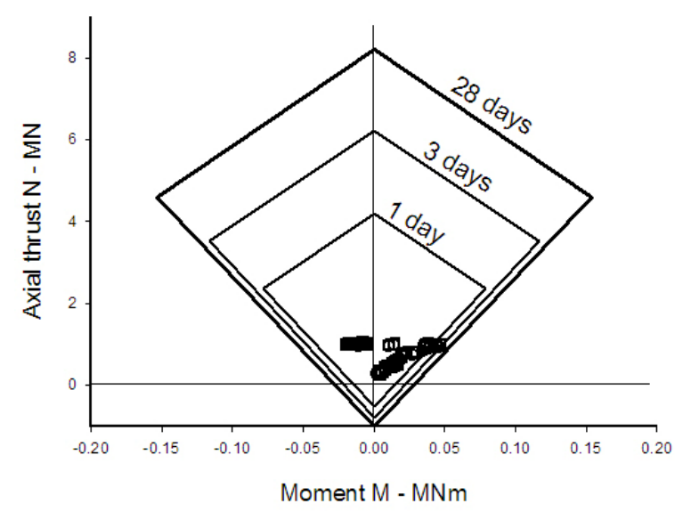 8
28 days
6
3 days
Axial thrust N - MN
4
1 day
2
0
-0.20 -0.15 -0.10 -0.05 0.00 0.05 0.10 0.15 0.20
Moment M - MNm